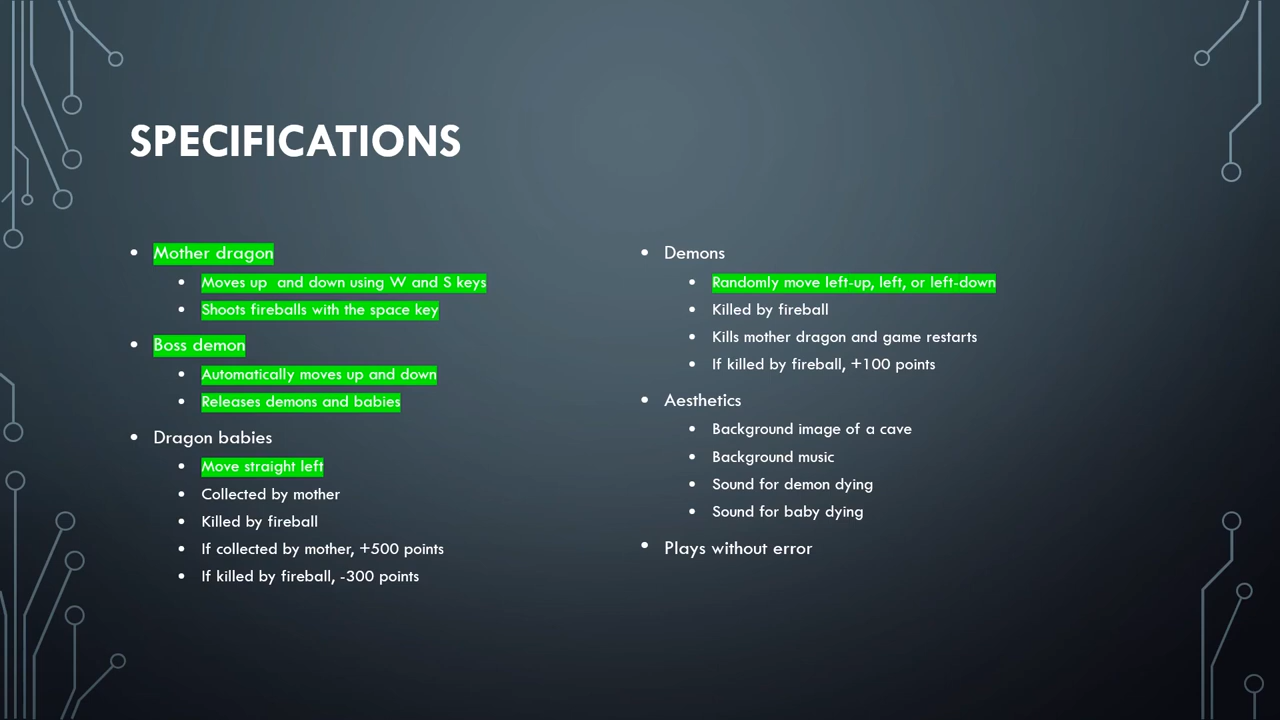 SPECIFICATIONS
• Mother dragon
• Moves up  and down using W and S keys
• Shoots fireballs with the space key
• Boss demon
• Automatically moves up and down
• Releases demons and babies
• Dragon babies
• Move straight left
• Collected by mother
• Killed by fireball
• If collected by mother, +500 points
• If killed by fireball, -300 points
• Demons
• Randomly move left-up, left, or left-down
• Killed by fireball
• Kills mother dragon and game restarts
• If killed by fireball, +100 points
• Aesthetics
• Background image of a cave
• Background music
• Sound for demon dying
• Sound for baby dying
• Plays without error